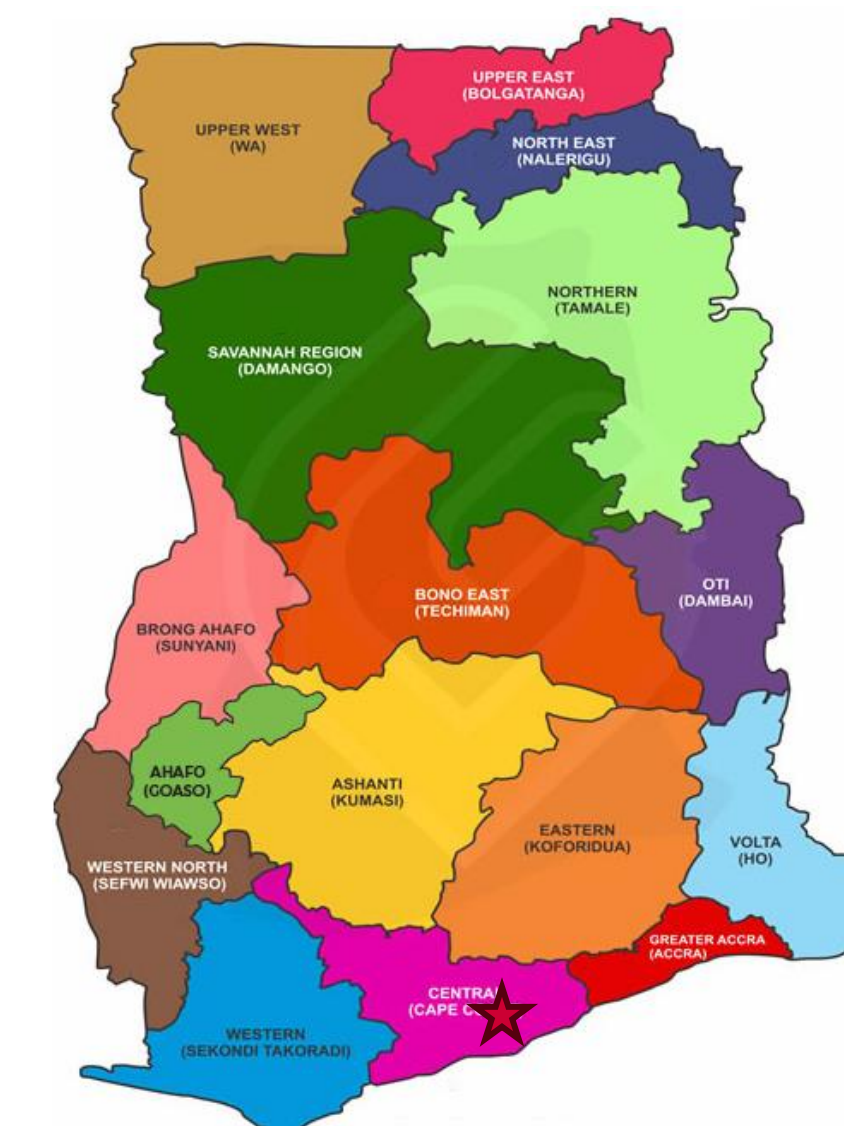 UPPER EAST
(BOLGATANGA)
UPPER WEST
(WA)
NORTH EAST
(NALERIGU)
NORTHERN
(TAMALE)
SAVANNAH REGION
(DAMANGO)
OTI
(DAMBAI)
BONO EAST
(TECHIMAN)
BRONG AHAFO
(SUNYANI)
AHAFO
(GOASO)
ASHANTI
(KUMASI)
EASTERN
(KOFORIDUA)
VOLTA
(HO)
WESTERN NORTH
(SEFWI WIAWSO)
GREATER ACCRA
(ACCRA)
CENTRAL
(CAPE
WESTERN
(SEKONDI TAKORADI)